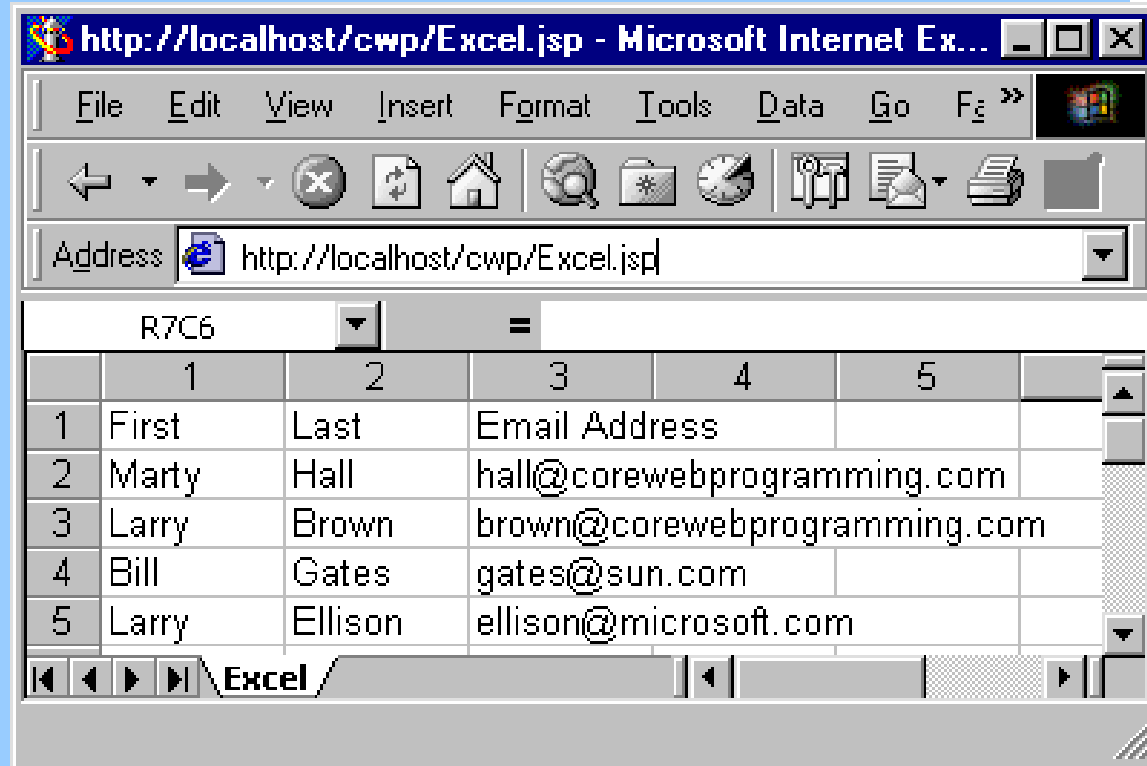 http://localhost/cwp/Excel.jsp - Microsoft Internet Ex...
File Edit View Insert Format Tools Data Go Fa »
Address http://localhost/cwp/Excel.jsp
R7C6 =
1 2 3 4 5
1 First Last Email Address
2 Marty Hall hall@corewebprogramming.com
3 Larry Brown brown@corewebprogramming.com
4 Bill Gates gates@sun.com
5 Larry Ellison ellison@microsoft.com
Excel